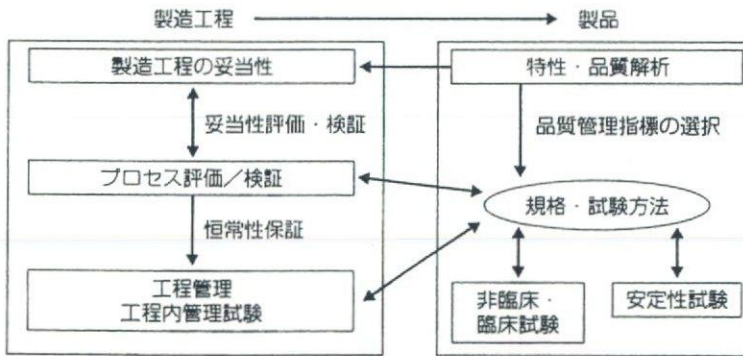 製造工程
製品
製造工程の妥当性
特性・品質解析
妥当性評価・検証
品質管理指標の選択
プロセス評価／検証
規格・試験方法
恒常性保証
工程管理
工程内管理試験
非臨床・
臨床試験
安定性試験